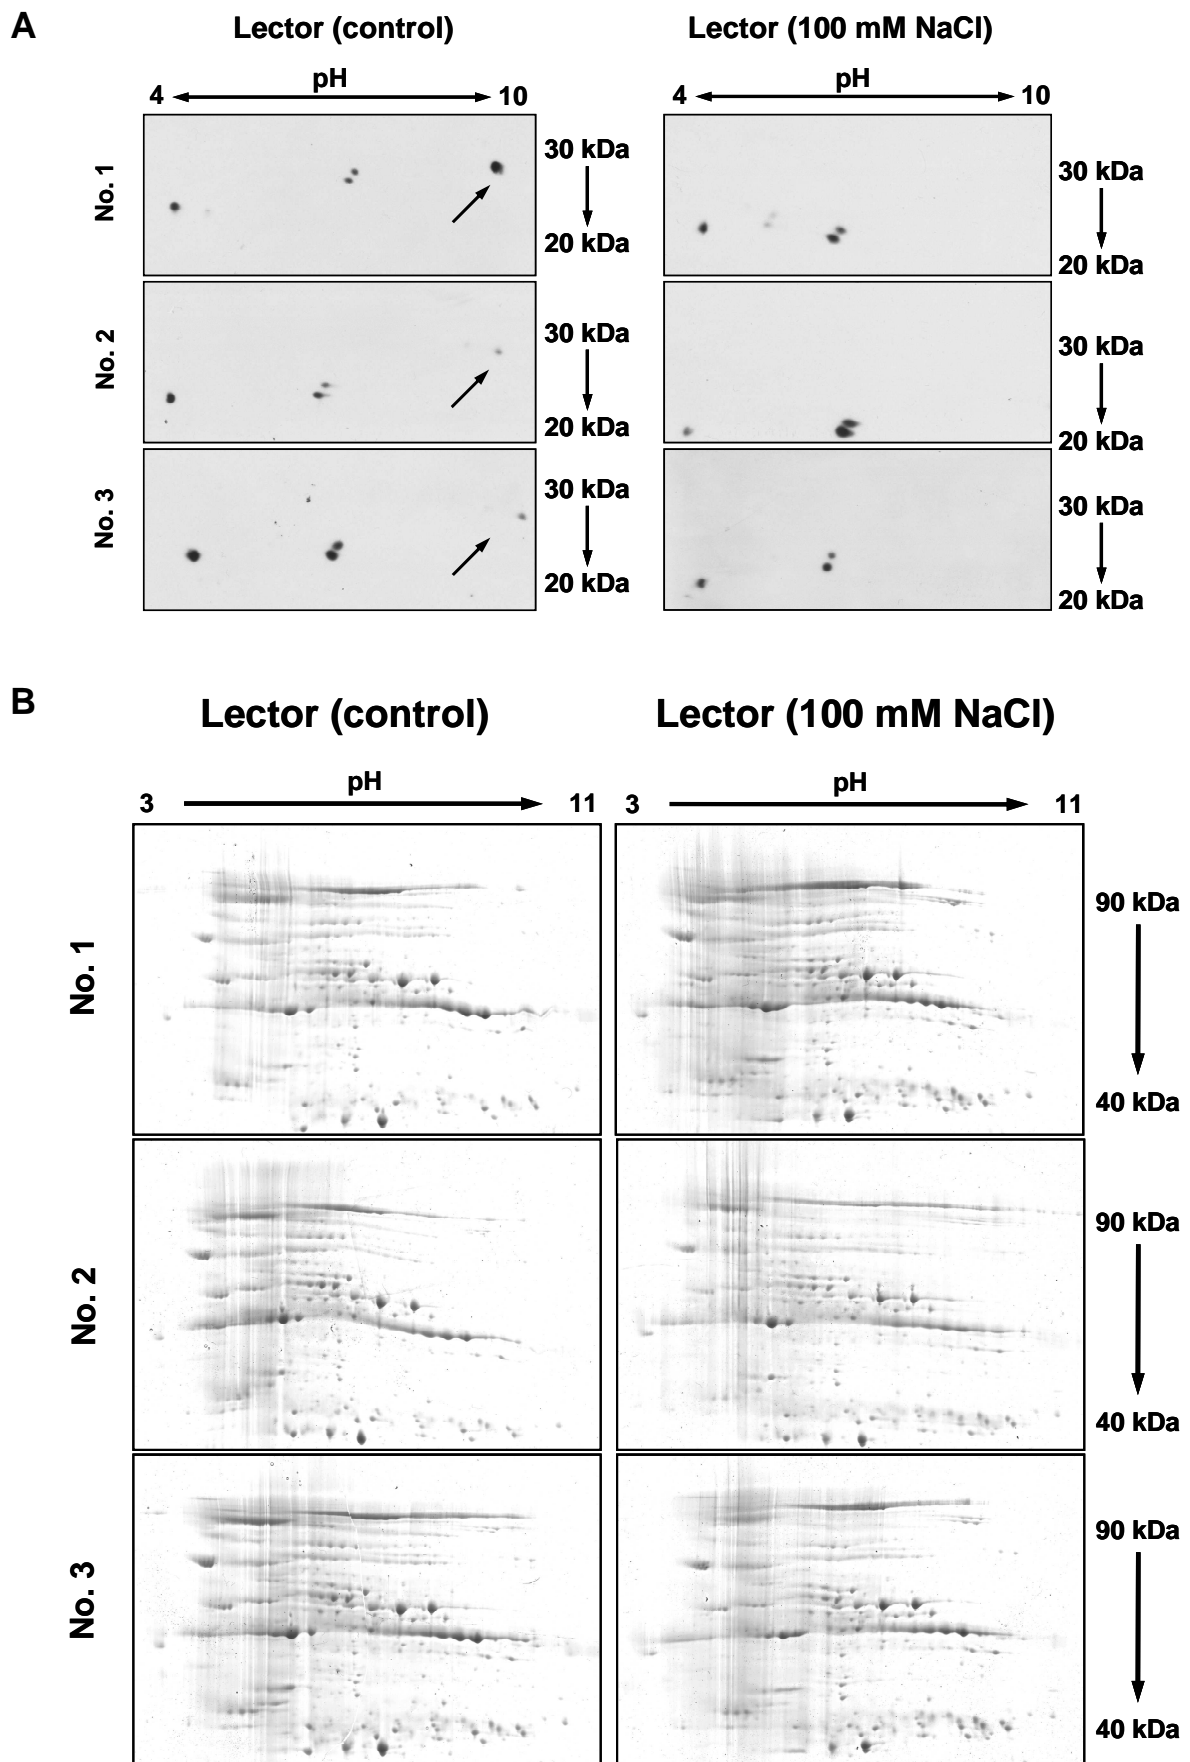 A
Lector (control)
Lector (100 mM NaCl)
pH
pH
4
10
4
10
No. 1
30 kDa
20 kDa
30 kDa
20 kDa
No. 2
30 kDa
20 kDa
30 kDa
20 kDa
No. 3
30 kDa
20 kDa
30 kDa
20 kDa
B
Lector (control)
Lector (100 mM NaCl)
pH
pH
3
11
3
11
No. 1
90 kDa
40 kDa
No. 2
90 kDa
40 kDa
No. 3
90 kDa
40 kDa